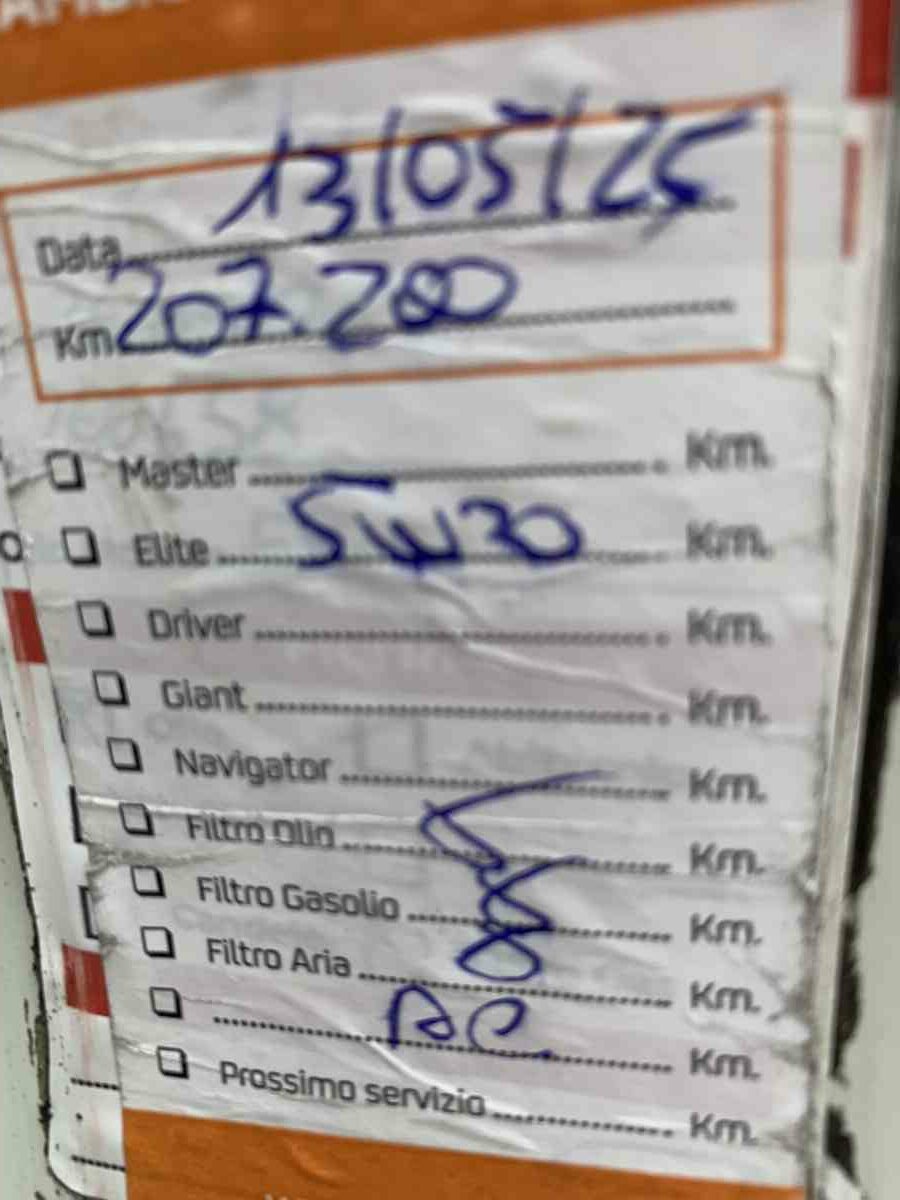 Data 13/05/25
Km 207.200
Master Km.
Elite 5W30 Km.
Driver Km.
Giant Km.
Navigator Km.
Filtro Olio Km.
Filtro Gasolio Km.
Filtro Aria Km.
AC Km.
Prossimo servizio Km.